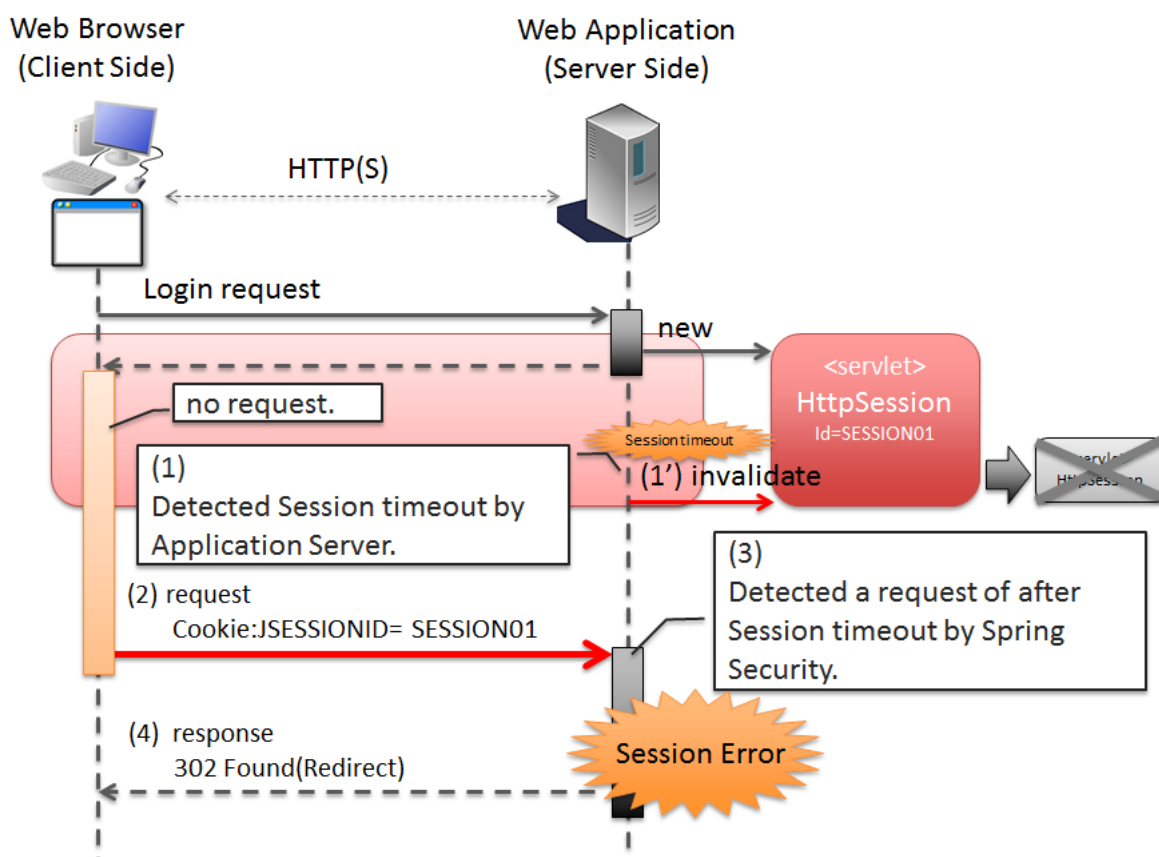 Web Browser
(Client Side)
Web Application
(Server Side)
HTTP(S)
Login request
new
<servlet>
HttpSession
Id=SESSION01
no request.
Session timeout
(1)
Detected Session timeout by
Application Server.
(1’) invalidate
HttpSession
(2) request
Cookie:JSESSIONID= SESSION01
(3)
Detected a request of after
Session timeout by Spring
Security.
(4) response
302 Found(Redirect)
Session Error